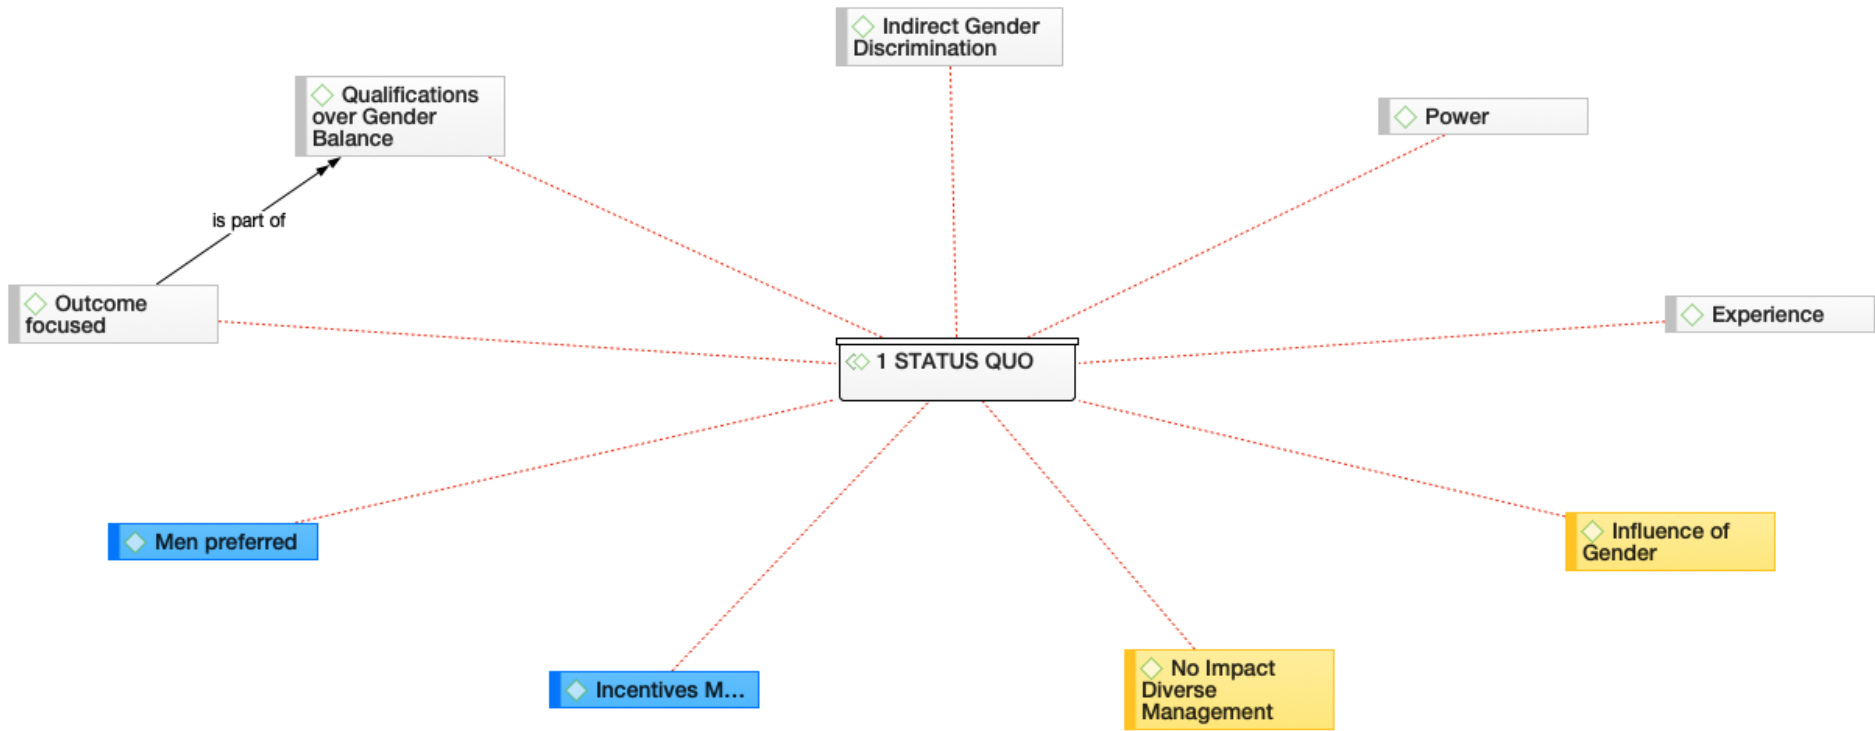 Indirect Gender
Discrimination
Qualifications
over Gender
Balance
Power
is part of
Outcome
focused
Experience
1 STATUS QUO
Men preferred
Influence of
Gender
Incentives M...
No Impact
Diverse
Management